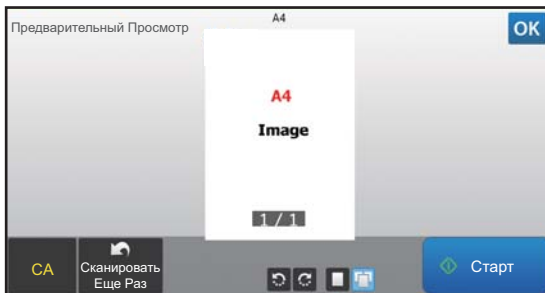 A4
Предварительный Просмотр
OK
A4
Image
1 / 1
CA
Сканировать
Еще Раз
Старт